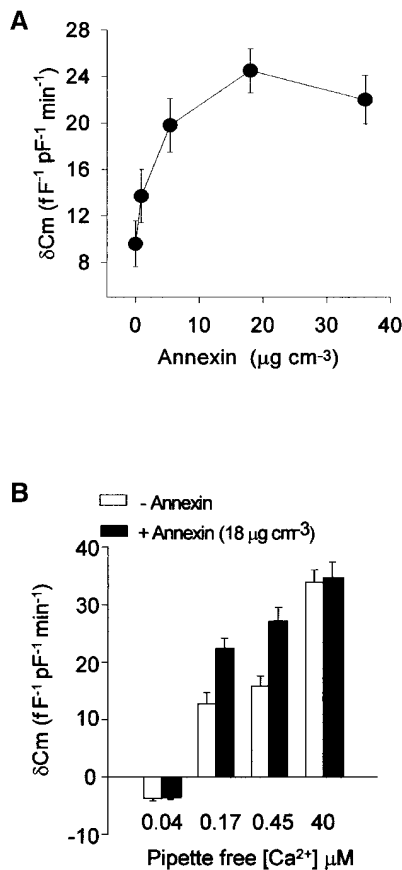 A
δCm (f F⁻¹ pF⁻¹ min⁻¹)
28
24
20
16
12
8
0 10 20 30 40
Annexin (μg cm⁻³)
B
- Annexin
+ Annexin (18 μg cm⁻³)
δCm (f F⁻¹ pF⁻¹ min⁻¹)
40
30
20
10
0
-10
0.04 0.17 0.45 40
Pipette free [Ca²⁺] μM